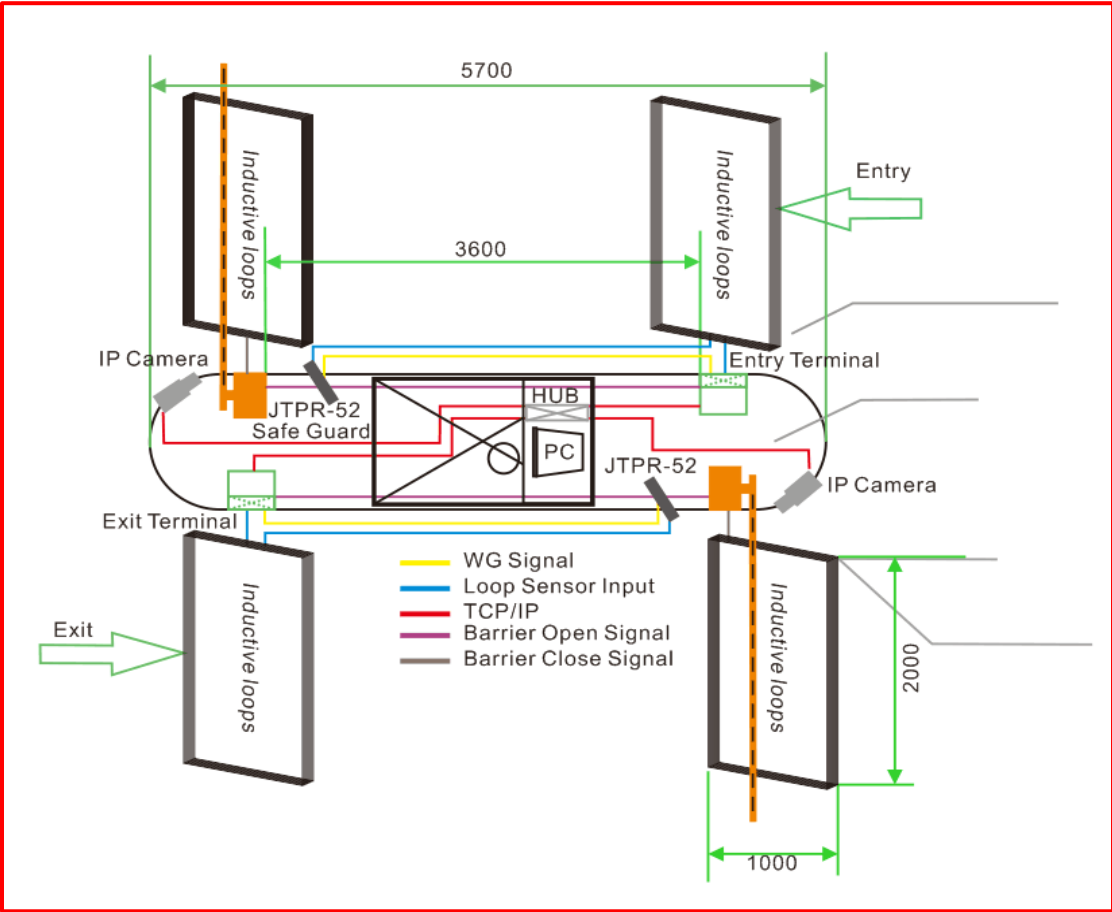 5700
Entry
Inductive loops
Inductive loops
3600
IP Camera
Entry Terminal
JTPR-52
Safe Guard
HUB
PC
JTPR-52
IP Camera
Exit Terminal
WG Signal
Loop Sensor Input
TCP/IP
Barrier Open Signal
Barrier Close Signal
Exit
Inductive loops
Inductive loops
2000
1000